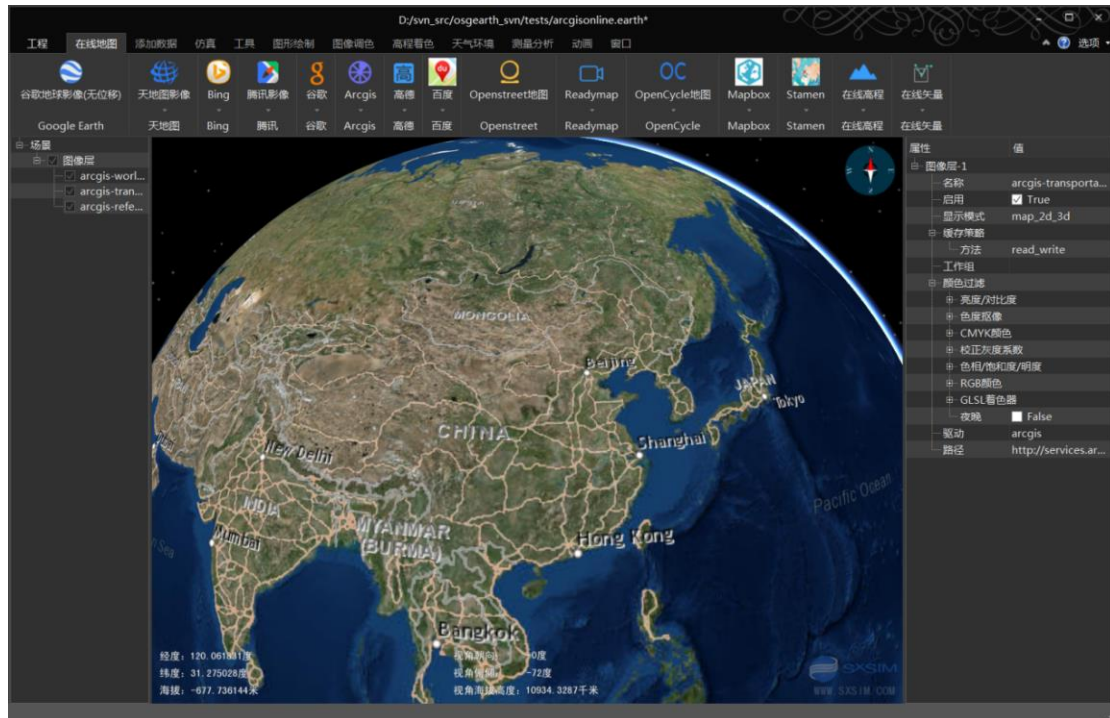 D:/svn_src/osgearth_svn/tests/arcgisonline.earth*
工程 在线地图 添加数据 仿真 工具 图形绘制 图像调色 高程着色 天气环境 测量分析 动画 窗口 选项
谷歌地球影像(无位移) 天地图影像 Bing 腾讯影像 谷歌 Arcgis 高德 百度 Openstreet地图 Readymap OpenCycle地图 Mapbox Stamen 在线高程 在线矢量
Google Earth 天地图 Bing 腾讯 谷歌 Arcgis 高德 百度 Openstreet Readymap OpenCycle Mapbox Stamen 在线高程 在线矢量
场景
图像层
arcgis-worl...
arcgis-tran...
arcgis-refe...
MONGOLIA
Beijing
JAPAN
Tokyo
CHINA
Shanghai
New Delhi
Pacific Ocean
INDIA
MYANMAR
(BURMA)
Mumbai
Hong Kong
Bangkok
经度: 120.061831度
纬度: 31.275028度
海拔: -677.736144米
视角朝向: -0度
视角俯仰: -72度
视角海拔高度: 10934.3287千米
SXSIM
WWW.SXSIM.COM
属性 值
图像层-1
名称 arcgis-transporta...
启用 True
显示模式 map_2d_3d
缓存策略
方法 read_write
工作组
颜色过滤
亮度/对比度
色度抠像
CMYK颜色
校正灰度系数
色相/饱和度/明度
RGB颜色
GLSL着色器
夜晚 False
驱动 arcgis
路径 http://services.ar...